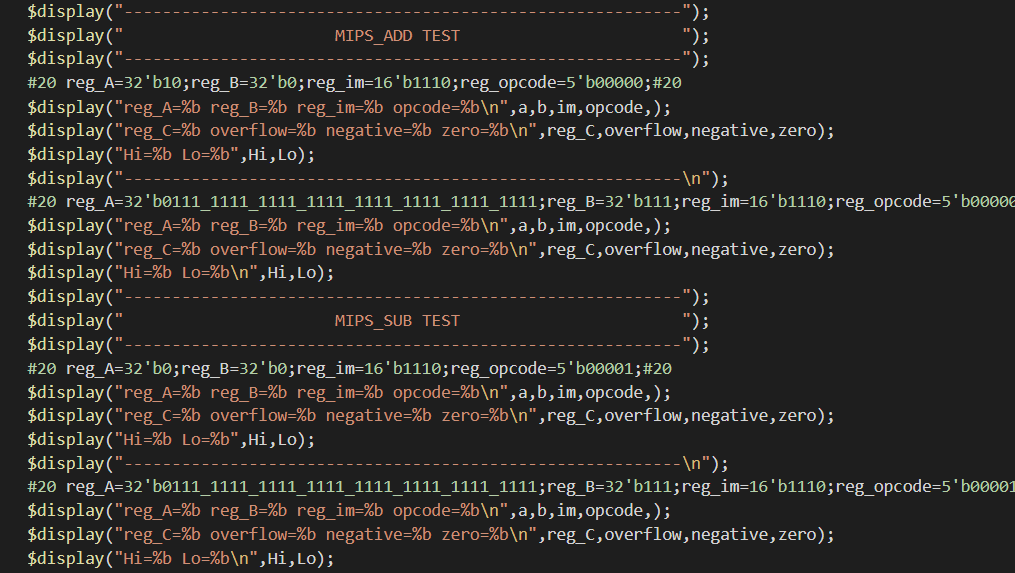 $display("----------------------------------------------------------");
$display("                      MIPS_ADD TEST                       ");
$display("----------------------------------------------------------");
#20 reg_A=32'b10;reg_B=32'b0;reg_im=16'b1110;reg_opcode=5'b00000;#20
$display("reg_A=%b reg_B=%b reg_im=%b opcode=%b\n",a,b,im,opcode,);
$display("reg_C=%b overflow=%b negative=%b zero=%b\n",reg_C,overflow,negative,zero);
$display("Hi=%b Lo=%b",Hi,Lo);
$display("----------------------------------------------------------\n");
#20 reg_A=32'b0111_1111_1111_1111_1111_1111_1111_1111;reg_B=32'b111;reg_im=16'b1110;reg_opcode=5'b00000
$display("reg_A=%b reg_B=%b reg_im=%b opcode=%b\n",a,b,im,opcode,);
$display("reg_C=%b overflow=%b negative=%b zero=%b\n",reg_C,overflow,negative,zero);
$display("Hi=%b Lo=%b\n",Hi,Lo);
$display("----------------------------------------------------------");
$display("                      MIPS_SUB TEST                       ");
$display("----------------------------------------------------------");
#20 reg_A=32'b0;reg_B=32'b0;reg_im=16'b1110;reg_opcode=5'b00001;#20
$display("reg_A=%b reg_B=%b reg_im=%b opcode=%b\n",a,b,im,opcode,);
$display("reg_C=%b overflow=%b negative=%b zero=%b\n",reg_C,overflow,negative,zero);
$display("Hi=%b Lo=%b",Hi,Lo);
$display("----------------------------------------------------------\n");
#20 reg_A=32'b0111_1111_1111_1111_1111_1111_1111_1111;reg_B=32'b111;reg_im=16'b1110;reg_opcode=5'b00001
$display("reg_A=%b reg_B=%b reg_im=%b opcode=%b\n",a,b,im,opcode,);
$display("reg_C=%b overflow=%b negative=%b zero=%b\n",reg_C,overflow,negative,zero);
$display("Hi=%b Lo=%b\n",Hi,Lo);